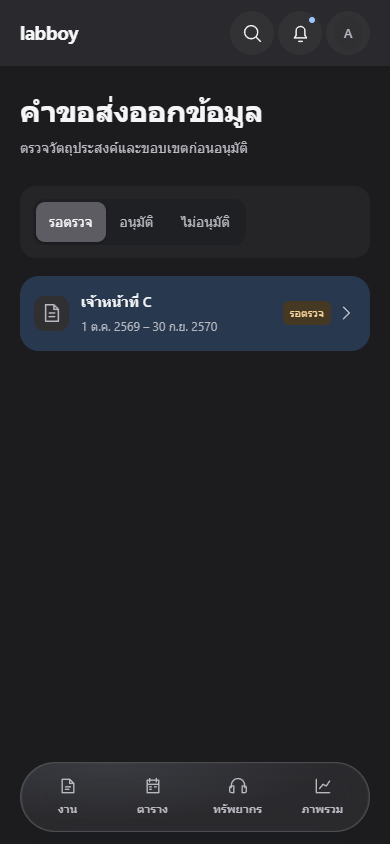 labboy
A
คำขอส่งออกข้อมูล
ตรวจวัตถุประสงค์และขอบเขตก่อนอนุมัติ
รอตรวจ
อนุมัติ
ไม่อนุมัติ
เจ้าหน้าที่ C
1 ต.ค. 2569 – 30 ก.ย. 2570
รอตรวจ
งาน
ตาราง
ทรัพยากร
ภาพรวม